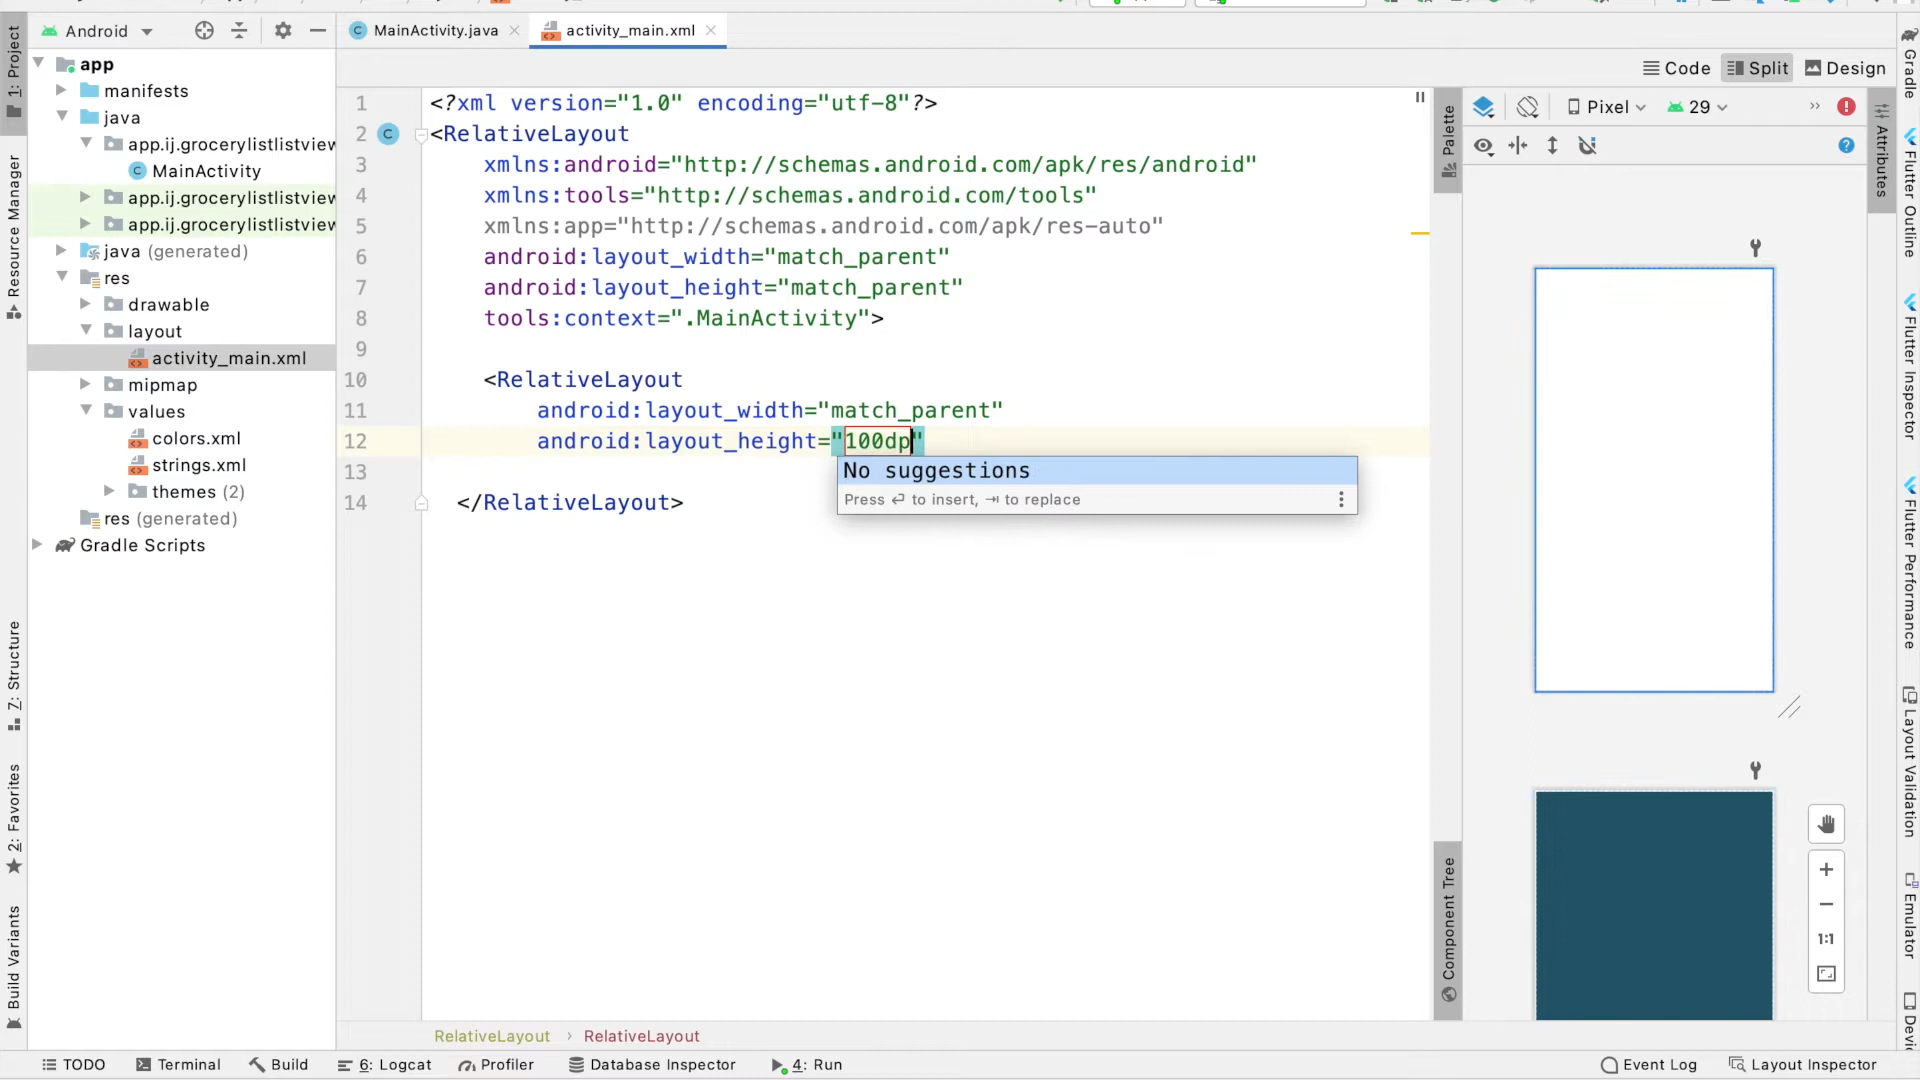 Android
MainActivity.java
activity_main.xml
Code
Split
Design
1: Project
Resource Manager
Z: Structure
2: Favorites
Build Variants
app
manifests
java
app.ij.grocerylistlistview
MainActivity
app.ij.grocerylistlistview
app.ij.grocerylistlistview
java (generated)
res
drawable
layout
activity_main.xml
mipmap
values
colors.xml
strings.xml
themes (2)
res (generated)
Gradle Scripts
1 <?xml version="1.0" encoding="utf-8"?>
2 C <RelativeLayout
3 xmlns:android="http://schemas.android.com/apk/res/android"
4 xmlns:tools="http://schemas.android.com/tools"
5 xmlns:app="http://schemas.android.com/apk/res-auto"
6 android:layout_width="match_parent"
7 android:layout_height="match_parent"
8 tools:context=".MainActivity">
9
10 <RelativeLayout
11 android:layout_width="match_parent"
12 android:layout_height="100dp"
13
14 </RelativeLayout>
No suggestions
Press ↵ to insert, ⇥ to replace
RelativeLayout › RelativeLayout
Palette
Component Tree
Pixel
29
>>
?
1:1
Attributes
Gradle
Flutter Outline
Flutter Inspector
Flutter Performance
Layout Validation
Emulator
TODO
Terminal
Build
6: Logcat
Profiler
Database Inspector
4: Run
Event Log
Layout Inspector